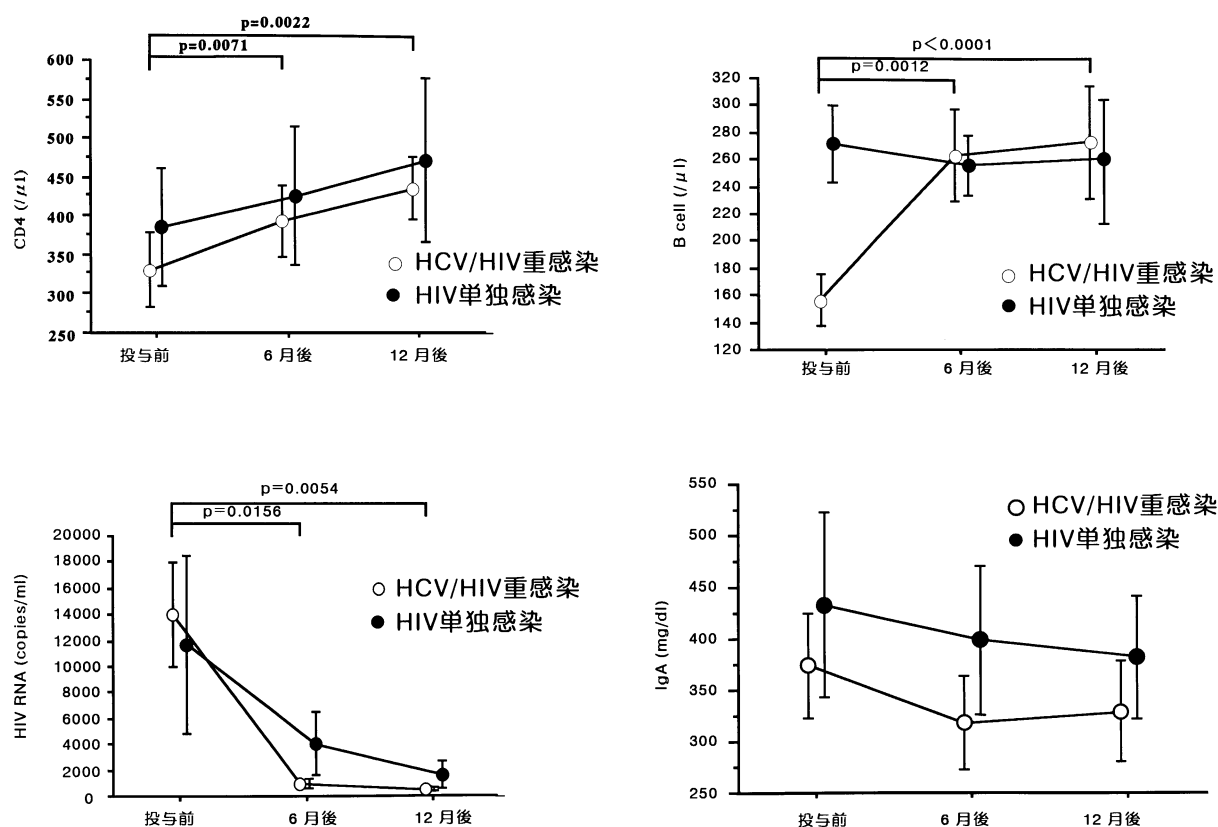 p=0.0022
p=0.0071
600
550
500
450
400
350
300
250
CD4 (/μl)
HCV/HIV重感染
HIV単独感染
投与前
6 月後
12 月後
p<0.0001
p=0.0012
320
300
280
260
240
220
200
180
160
140
120
B cell (/μl)
HCV/HIV重感染
HIV単独感染
投与前
6 月後
12 月後
p=0.0054
p=0.0156
20000
18000
16000
14000
12000
10000
8000
6000
4000
2000
0
HIV RNA (copies/ml)
HCV/HIV重感染
HIV単独感染
投与前
6 月後
12 月後
550
500
450
400
350
300
250
IgA (mg/dl)
HCV/HIV重感染
HIV単独感染
投与前
6 月後
12 月後